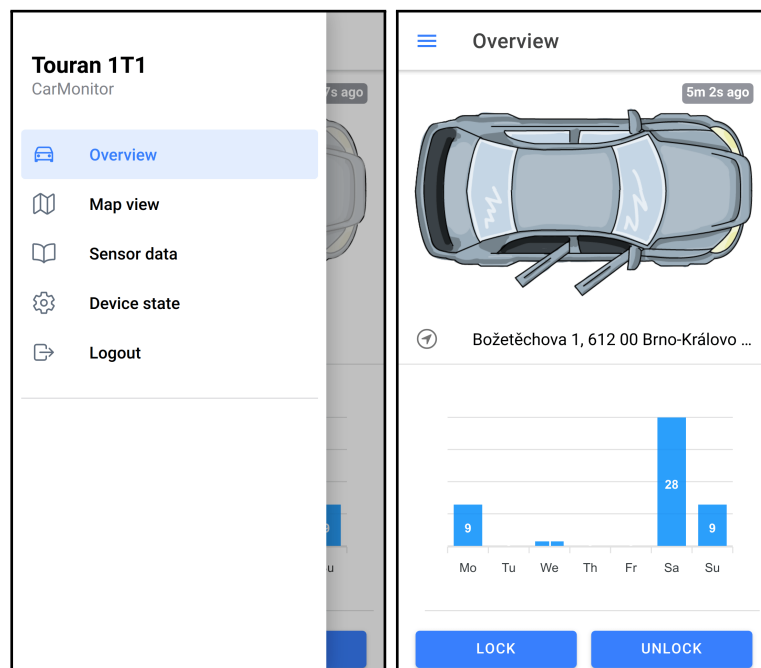 Touran 1T1
CarMonitor
7s ago
Overview
Map view
Sensor data
Device state
Logout
9
u
Overview
5m 2s ago
Božetěchova 1, 612 00 Brno-Královo ...
28
9
9
Mo Tu We Th Fr Sa Su
LOCK UNLOCK